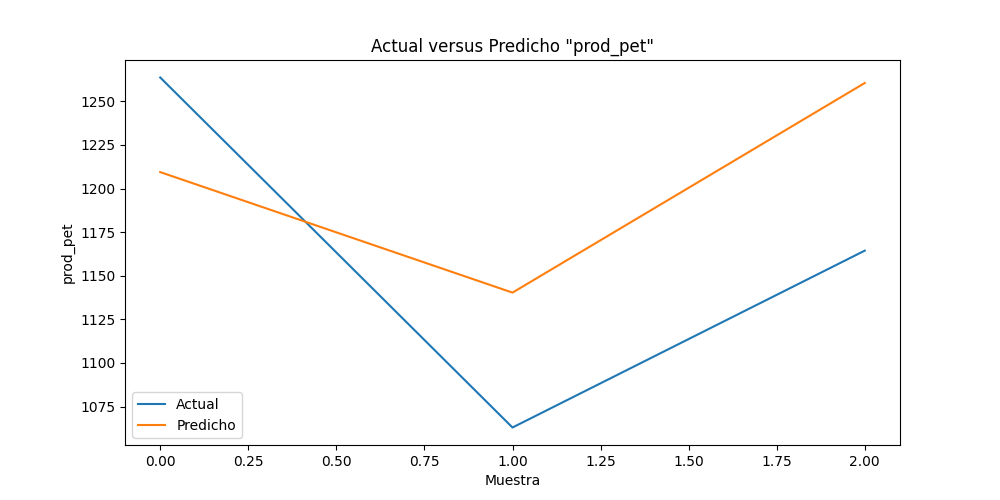 Actual versus Predicho "prod_pet"
1250
1225
1200
1175
1150
1125
1100
1075
prod_pet
Actual
Predicho
0.00 0.25 0.50 0.75 1.00 1.25 1.50 1.75 2.00
Muestra